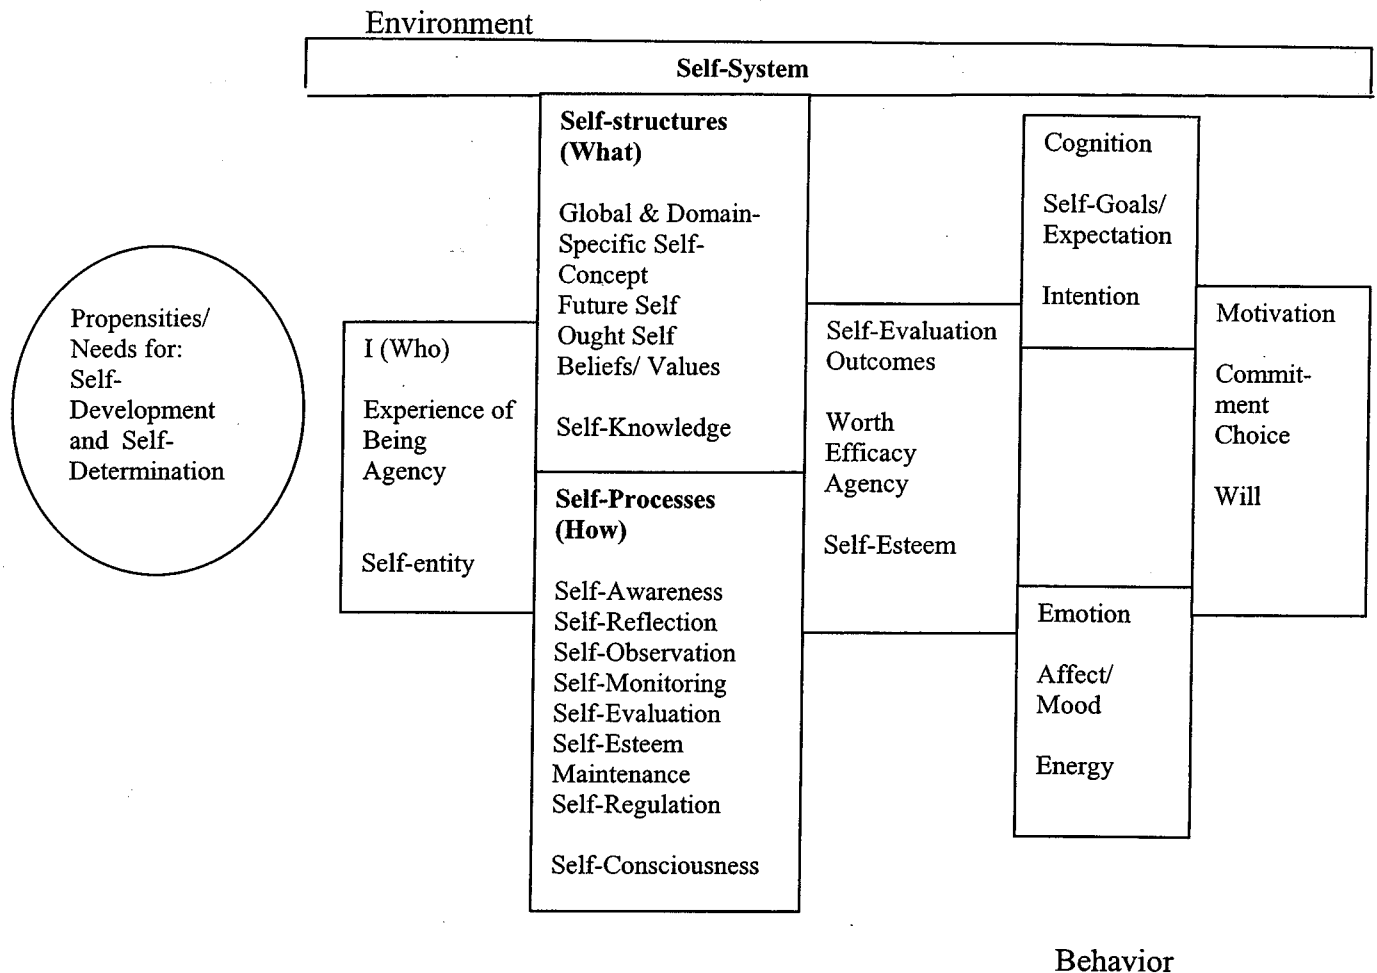 Environment
Self-System
Propensities/
Needs for:
Self-
Development
and Self-
Determination
I (Who)
Experience of
Being
Agency
Self-entity
Self-structures
(What)
Global & Domain-
Specific Self-
Concept
Future Self
Ought Self
Beliefs/ Values
Self-Knowledge
Self-Processes
(How)
Self-Awareness
Self-Reflection
Self-Observation
Self-Monitoring
Self-Evaluation
Self-Esteem
Maintenance
Self-Regulation
Self-Consciousness
Self-Evaluation
Outcomes
Worth
Efficacy
Agency
Self-Esteem
Cognition
Self-Goals/
Expectation
Intention
Emotion
Affect/
Mood
Energy
Motivation
Commit-
ment
Choice
Will
Behavior